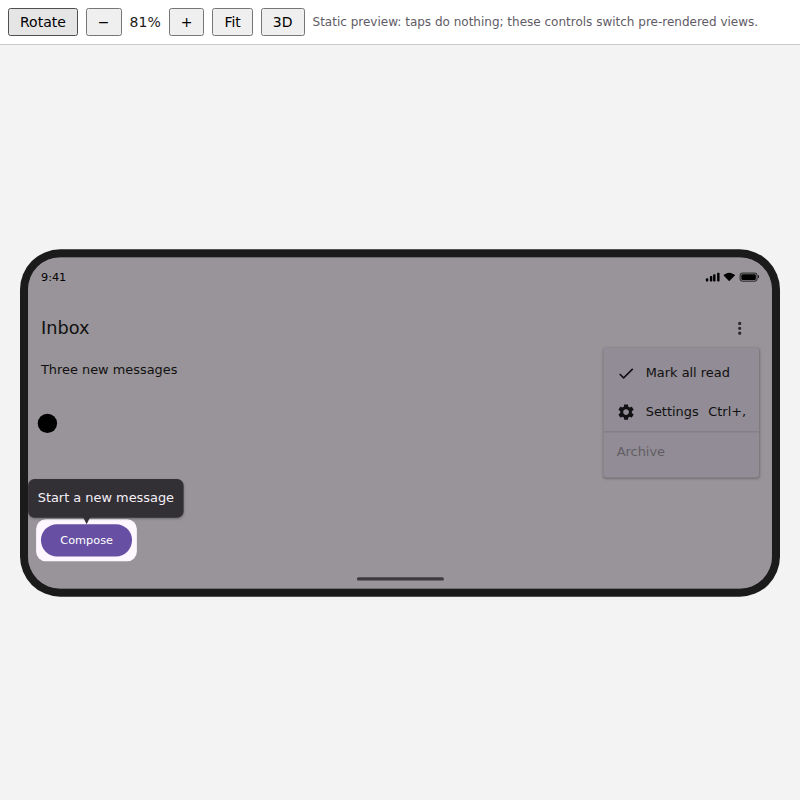 Rotate − 81% + Fit 3D Static preview: taps do nothing; these controls switch pre-rendered views.
9:41
Inbox
Three new messages
Mark all read
Settings Ctrl+,
Archive
Start a new message
Compose